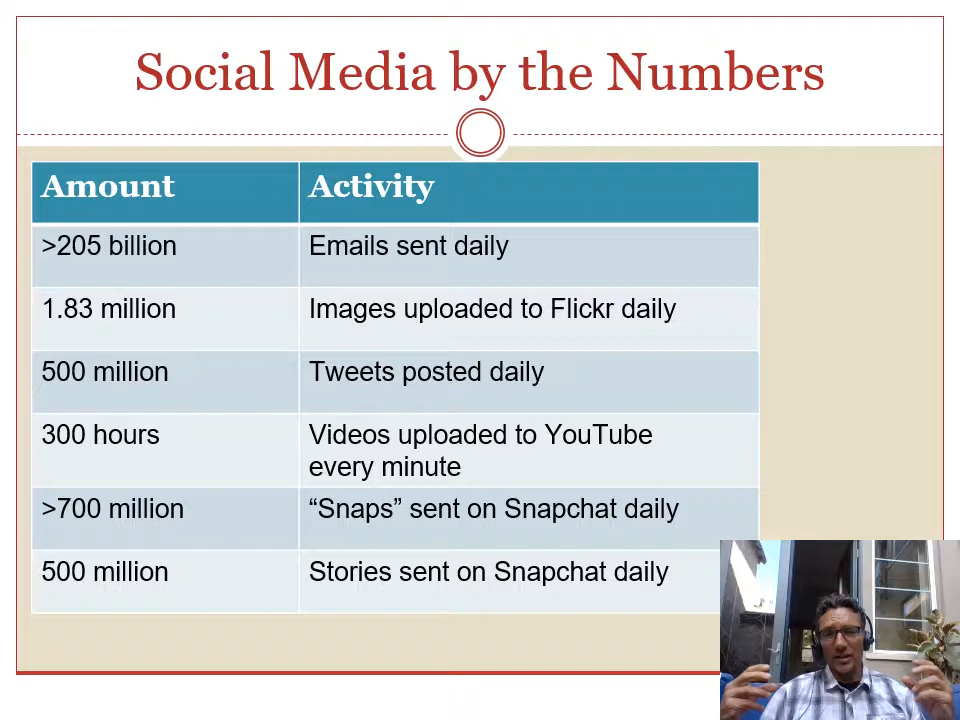 Social Media by the Numbers
Amount Activity
>205 billion Emails sent daily
1.83 million Images uploaded to Flickr daily
500 million Tweets posted daily
300 hours Videos uploaded to YouTube
every minute
>700 million “Snaps” sent on Snapchat daily
500 million Stories sent on Snapchat daily